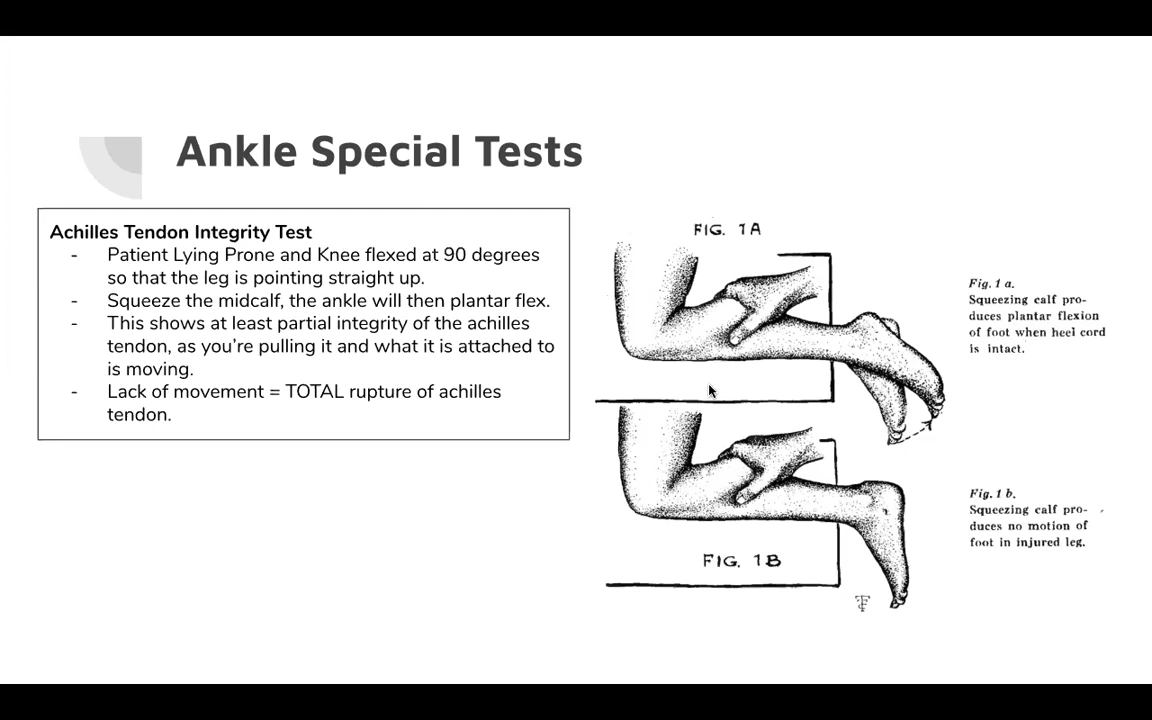 Ankle Special Tests
Achilles Tendon Integrity Test
- Patient Lying Prone and Knee flexed at 90 degrees
so that the leg is pointing straight up.
- Squeeze the midcalf, the ankle will then plantar flex.
- This shows at least partial integrity of the achilles
tendon, as you're pulling it and what it is attached to
is moving.
- Lack of movement = TOTAL rupture of achilles
tendon.
FIG. 1A
Fig. 1 a.
Squeezing calf pro-
duces plantar flexion
of foot when heel cord
is intact.
Fig. 1 b.
Squeezing calf pro-
duces no motion of
foot in injured leg.
FIG. 1B